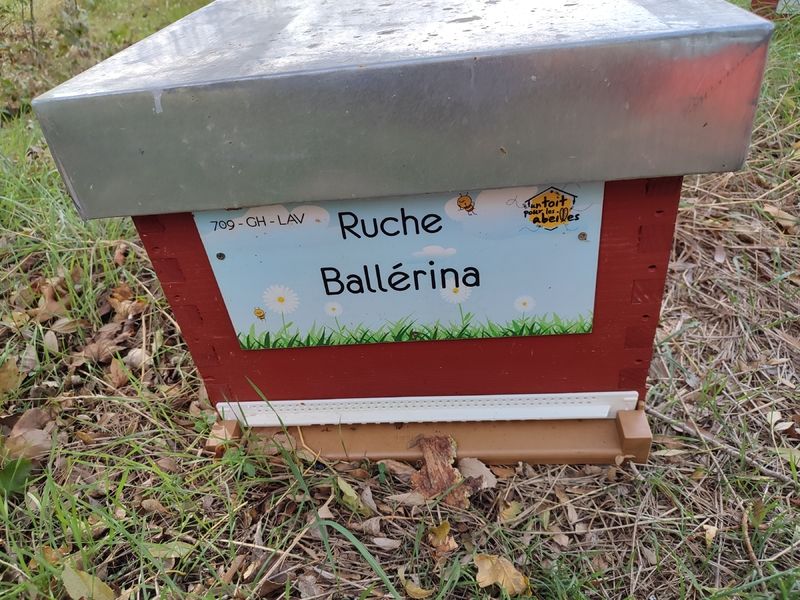 709 - GH - LAV
Ruche
Ballérina
un toit
pour les
abeilles